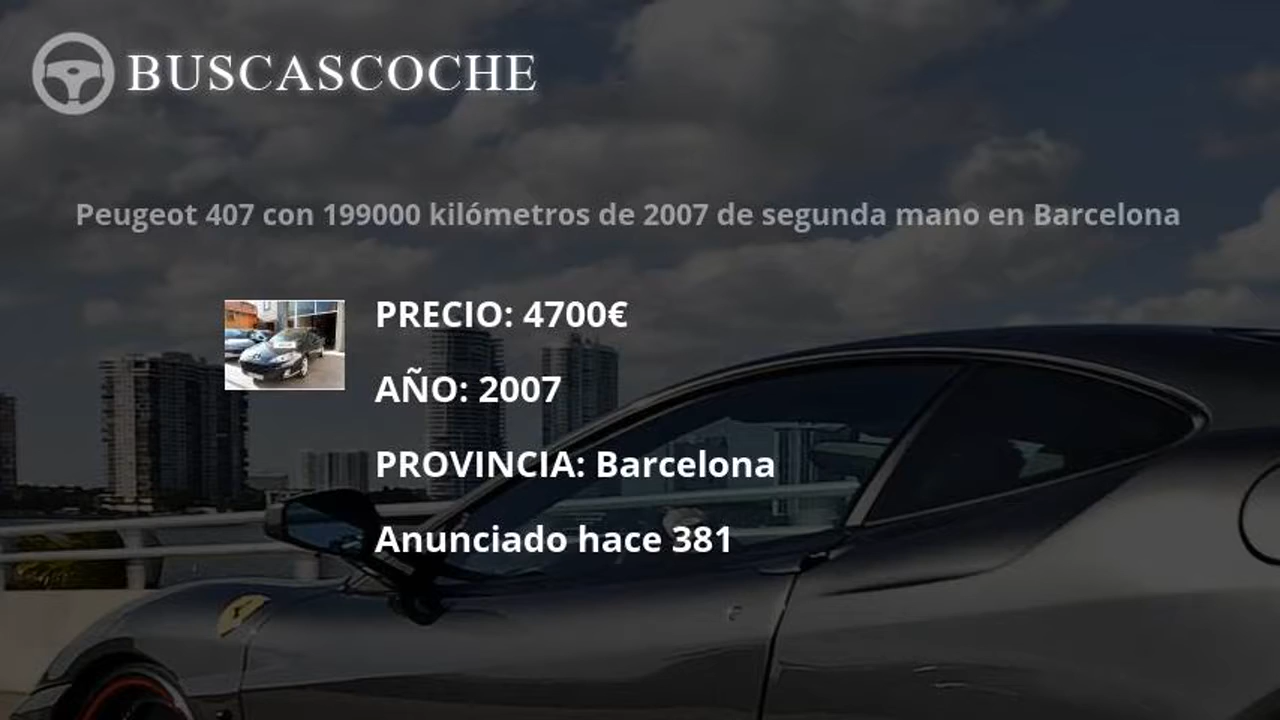 BUSCASCOCHE
Peugeot 407 con 199000 kilómetros de 2007 de segunda mano en Barcelona
PRECIO: 4700€
AÑO: 2007
PROVINCIA: Barcelona
Anunciado hace 381